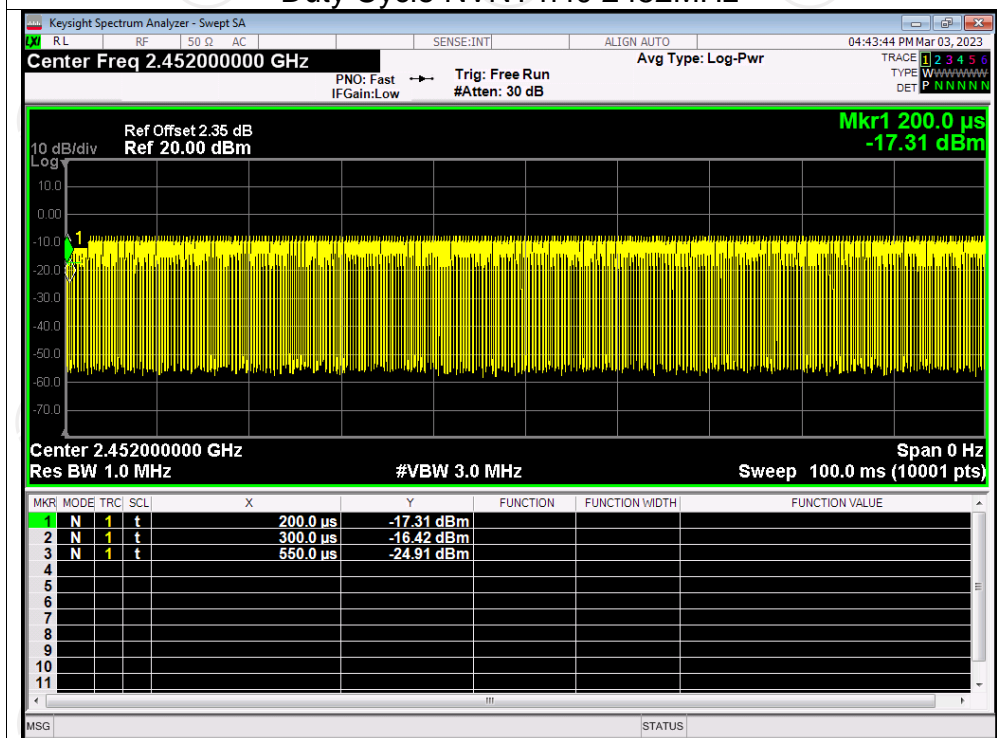 Keysight Spectrum Analyzer - Swept SA
LXI RL RF 50 Ω AC SENSE:INT ALIGN AUTO 04:43:44 PM Mar 03, 2023
Center Freq 2.452000000 GHz Avg Type: Log-Pwr TRACE 1 2 3 4 5 6
PNO: Fast Trig: Free Run TYPE WWWWWW
IFGain:Low #Atten: 30 dB DET P N N N N N
Mkr1 200.0 µs
-17.31 dBm
Ref Offset 2.35 dB
10 dB/div Ref 20.00 dBm
Log
10.0
0.00
-10.0
1
-20.0
-30.0
-40.0
-50.0
-60.0
-70.0
Center 2.452000000 GHz Span 0 Hz
Res BW 1.0 MHz #VBW 3.0 MHz Sweep 100.0 ms (10001 pts)
MKR MODE TRC SCL X Y FUNCTION FUNCTION WIDTH FUNCTION VALUE
1 N 1 t 200.0 µs -17.31 dBm
2 N 1 t 300.0 µs -16.42 dBm
3 N 1 t 550.0 µs -24.91 dBm
4
5
6
7
8
9
10
11
MSG STATUS